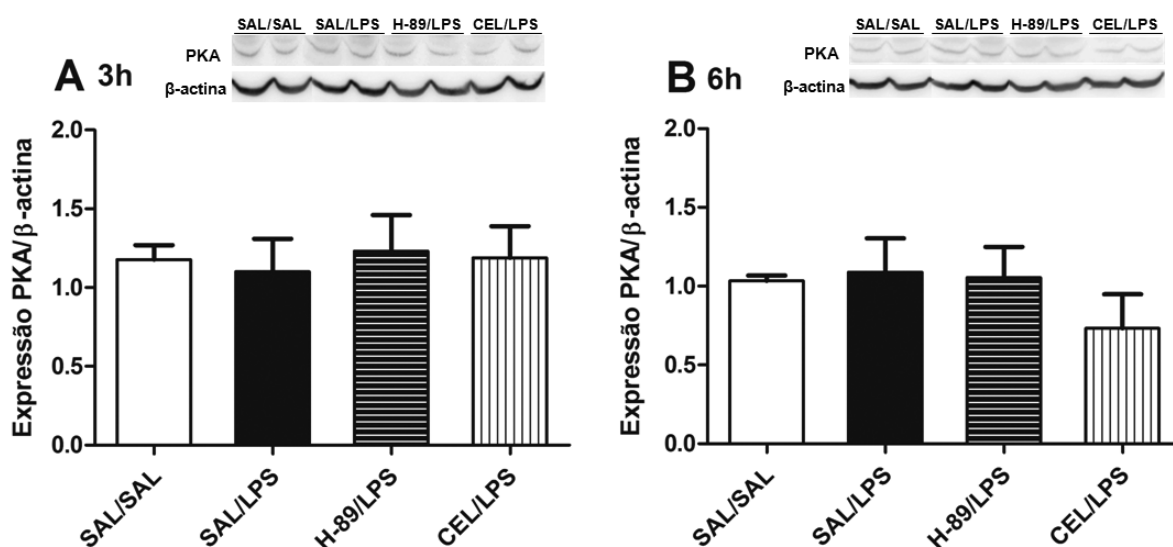 SAL/SAL SAL/LPS H-89/LPS CEL/LPS
PKA
β-actina
A 3h
Expressão PKA/β-actina
2.0
1.5
1.0
0.5
0.0
SAL/SAL SAL/LPS H-89/LPS CEL/LPS
SAL/SAL SAL/LPS H-89/LPS CEL/LPS
PKA
β-actina
B 6h
Expressão PKA/β-actina
2.0
1.5
1.0
0.5
0.0
SAL/SAL SAL/LPS H-89/LPS CEL/LPS